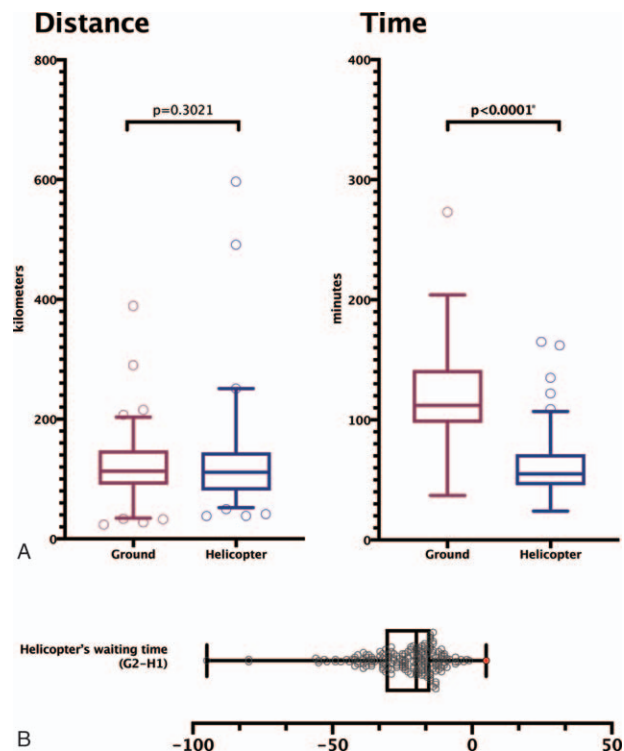 Distance
Time
800
600
400
200
0
kilometers
p=0.3021
Ground
Helicopter
400
300
200
100
0
minutes
p<0.0001*
Ground
Helicopter
A
Helicopter's waiting time
(G2-H1)
B
-100
-50
0
50